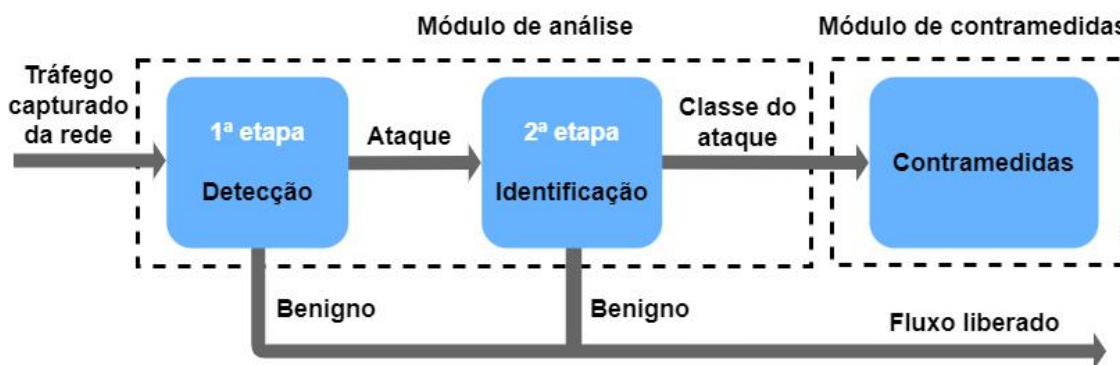 Módulo de análise
Módulo de contramedidas
Tráfego
capturado
da rede
1ª etapa
Detecção
Ataque
2ª etapa
Identificação
Classe do
ataque
Contramedidas
Benigno
Benigno
Fluxo liberado